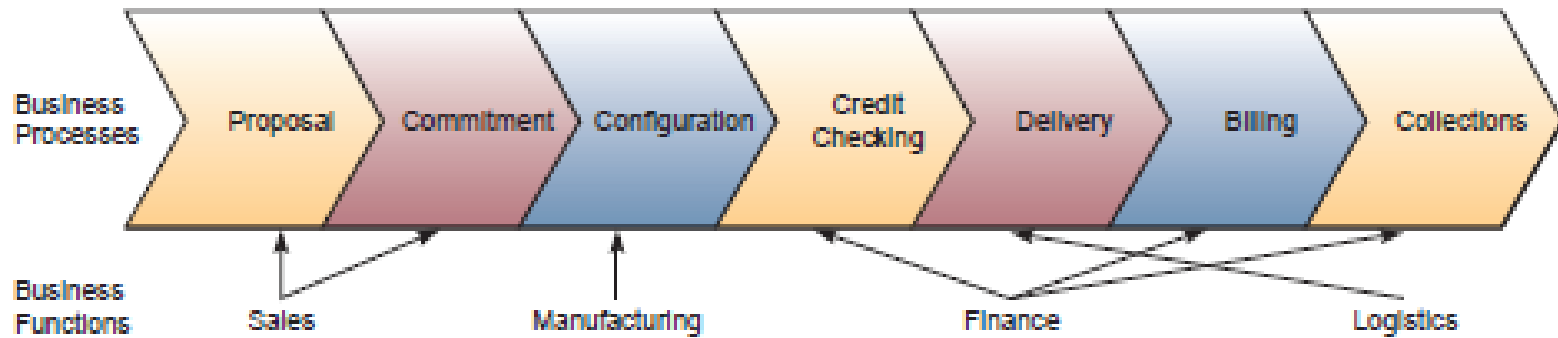 Business
Processes
Proposal
Commitment
Configuration
Credit
Checking
Delivery
Billing
Collections
Business
Functions
Sales
Manufacturing
Finance
Logistics